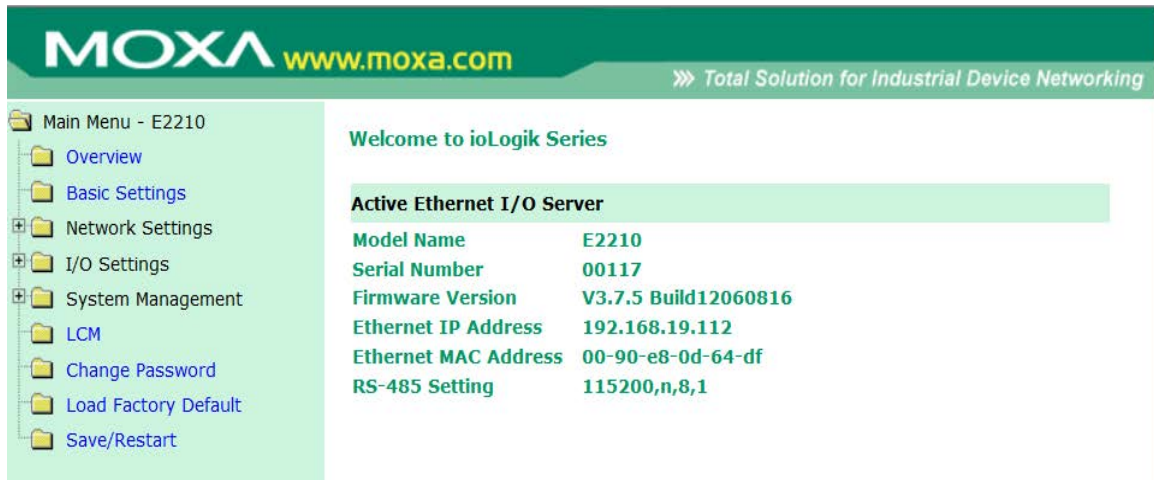 MOXA www.moxa.com
Total Solution for Industrial Device Networking
Main Menu - E2210
Overview
Basic Settings
Network Settings
I/O Settings
System Management
LCM
Change Password
Load Factory Default
Save/Restart
Welcome to ioLogik Series
Active Ethernet I/O Server
Model Name E2210
Serial Number 00117
Firmware Version V3.7.5 Build12060816
Ethernet IP Address 192.168.19.112
Ethernet MAC Address 00-90-e8-0d-64-df
RS-485 Setting 115200,n,8,1